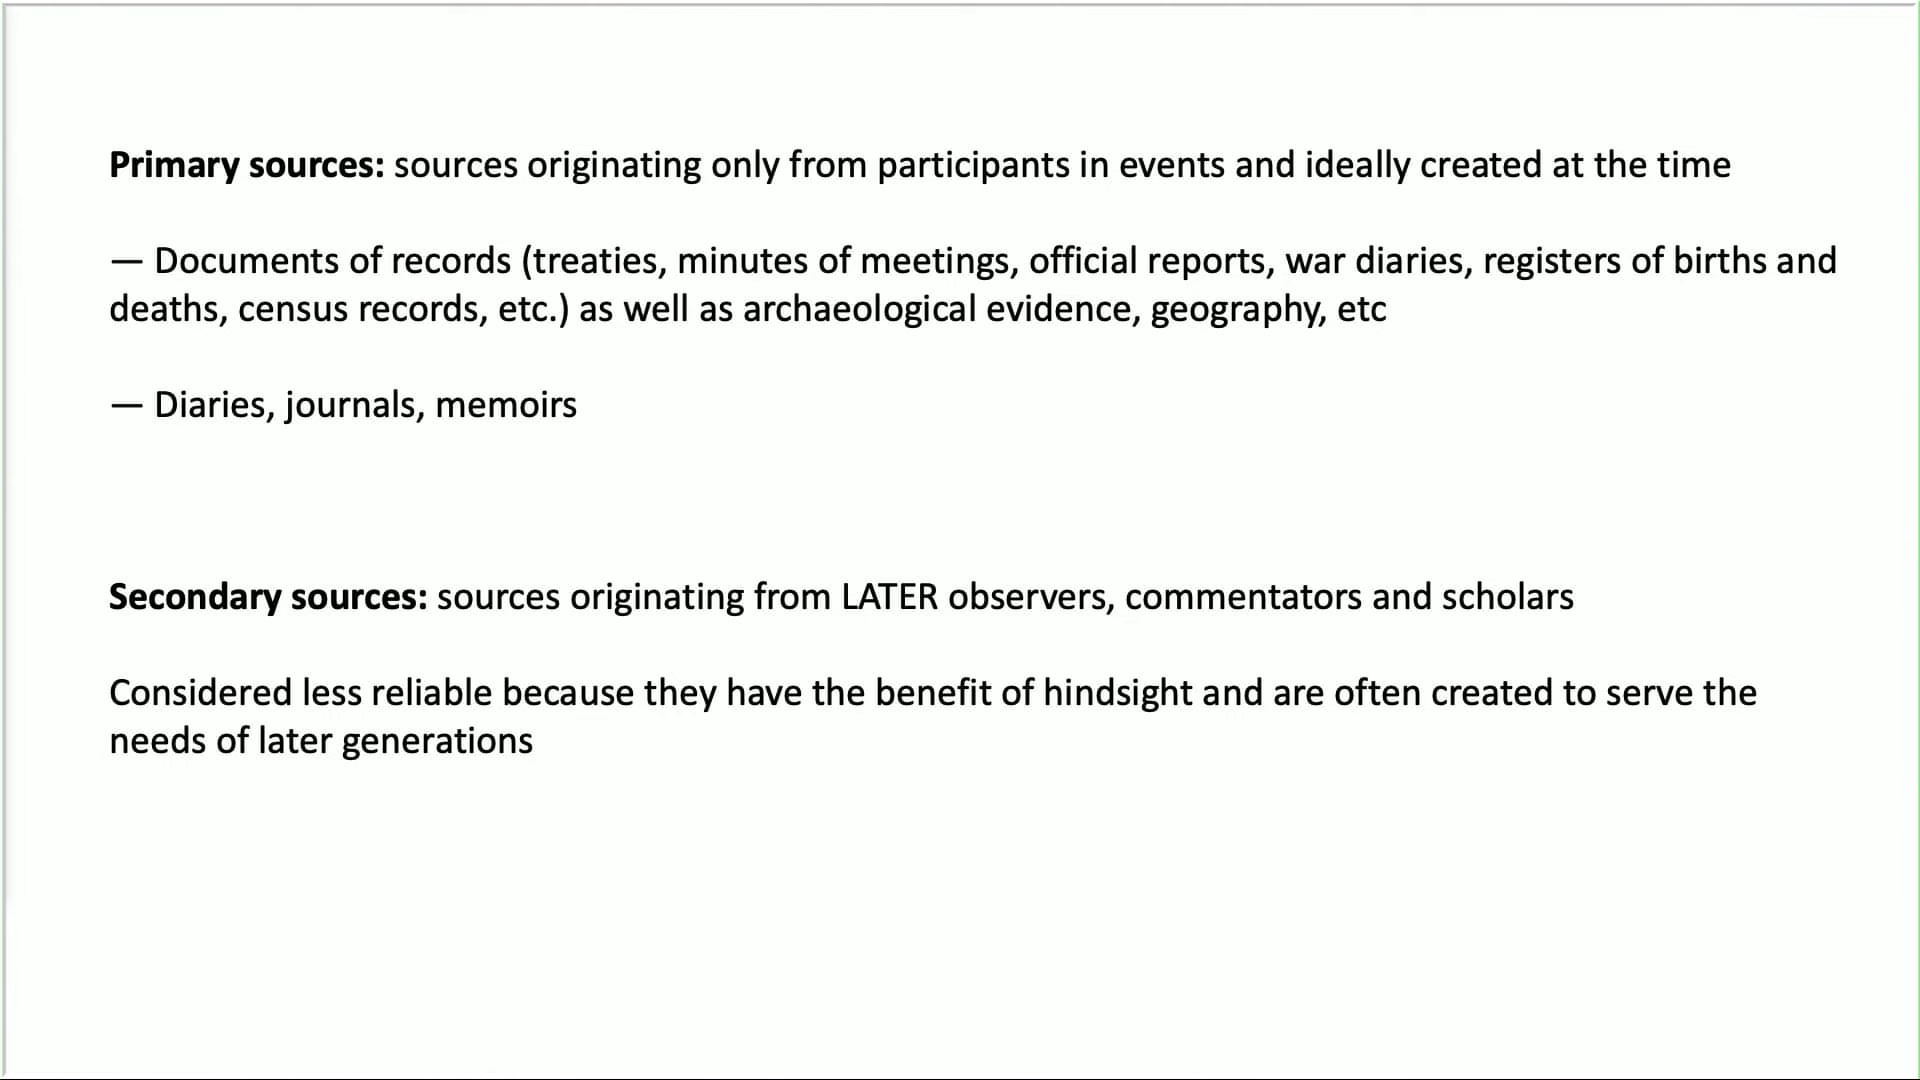 Primary sources: sources originating only from participants in events and ideally created at the time
— Documents of records (treaties, minutes of meetings, official reports, war diaries, registers of births and
deaths, census records, etc.) as well as archaeological evidence, geography, etc
— Diaries, journals, memoirs
Secondary sources: sources originating from LATER observers, commentators and scholars
Considered less reliable because they have the benefit of hindsight and are often created to serve the
needs of later generations